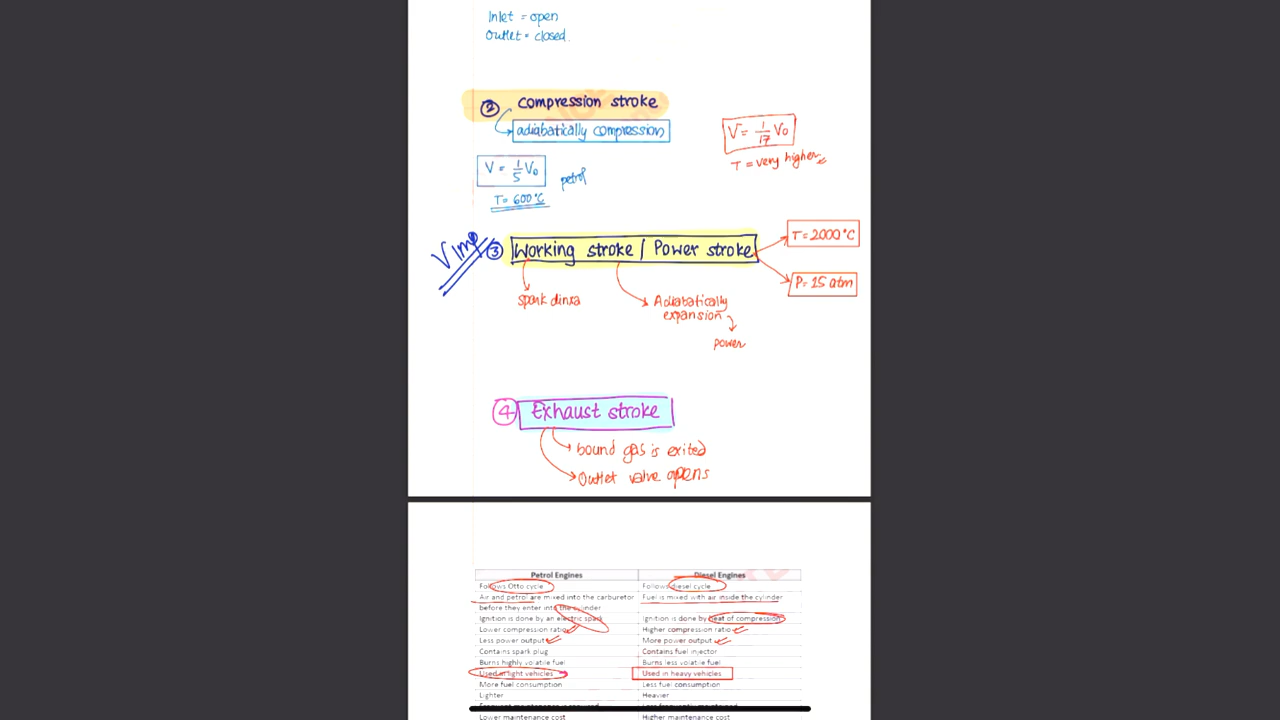 Inlet = open
Outlet = closed.
② compression stroke
adiabatically compression
V = 1/5 V₀
petrol
T = 600°C
V = 1/17 V₀
T = very higher
V Imp
③ Working stroke | Power stroke
T = 2000°C
P = 15 atm
spark dinxa
Adiabatically
expansion
power
④ Exhaust stroke
bound gas is exited
Outlet valve opens
Petrol Engines Diesel Engines
Follows Otto cycle Follows diesel cycle
Air and petrol are mixed into the carburetor Fuel is mixed with air inside the cylinder
before they enter into the cylinder
Ignition is done by an electric spark Ignition is done by heat of compression
Lower compression ratio Higher compression ratio
Less power output More power output
Contains spark plug Contains fuel injector
Burns highly volatile fuel Burns less volatile fuel
Used in light vehicles Used in heavy vehicles
More fuel consumption Less fuel consumption
Lighter Heavier
Lower maintenance cost Higher maintenance cost